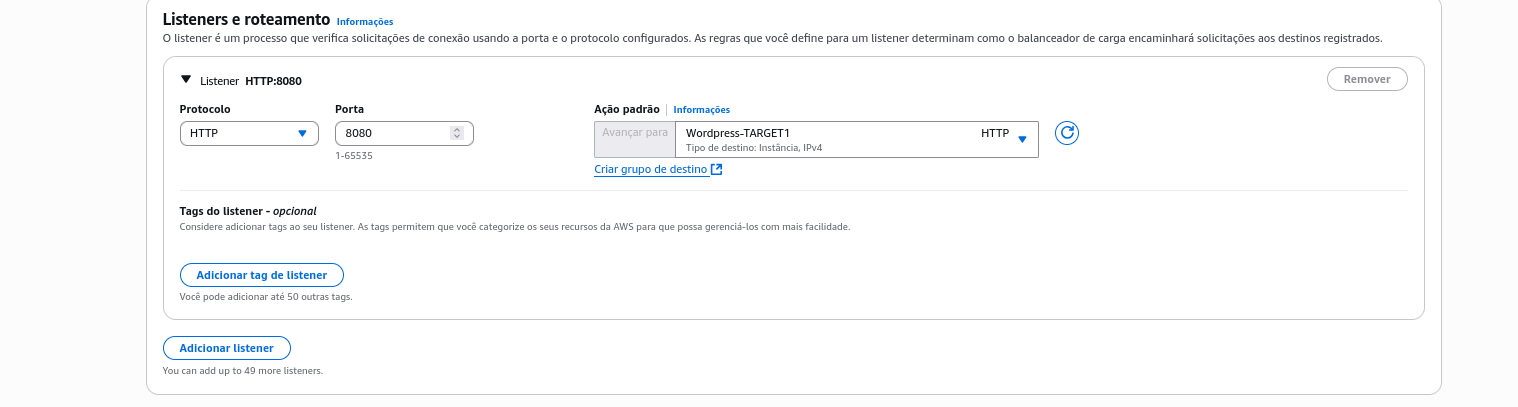 Listeners e roteamento Informações
O listener é um processo que verifica solicitações de conexão usando a porta e o protocolo configurados. As regras que você define para um listener determinam como o balanceador de carga encaminhará solicitações aos destinos registrados.
Listener HTTP:8080
Remover
Protocolo
Porta
Ação padrão
Informações
HTTP
8080
Avançar para
Wordpress-TARGET1
HTTP
Tipo de destino: Instância, IPv4
1-65535
Criar grupo de destino
Tags do listener - opcional
Considere adicionar tags ao seu listener. As tags permitem que você categorize os seus recursos da AWS para que possa gerenciá-los com mais facilidade.
Adicionar tag de listener
Você pode adicionar até 50 outras tags.
Adicionar listener
You can add up to 49 more listeners.